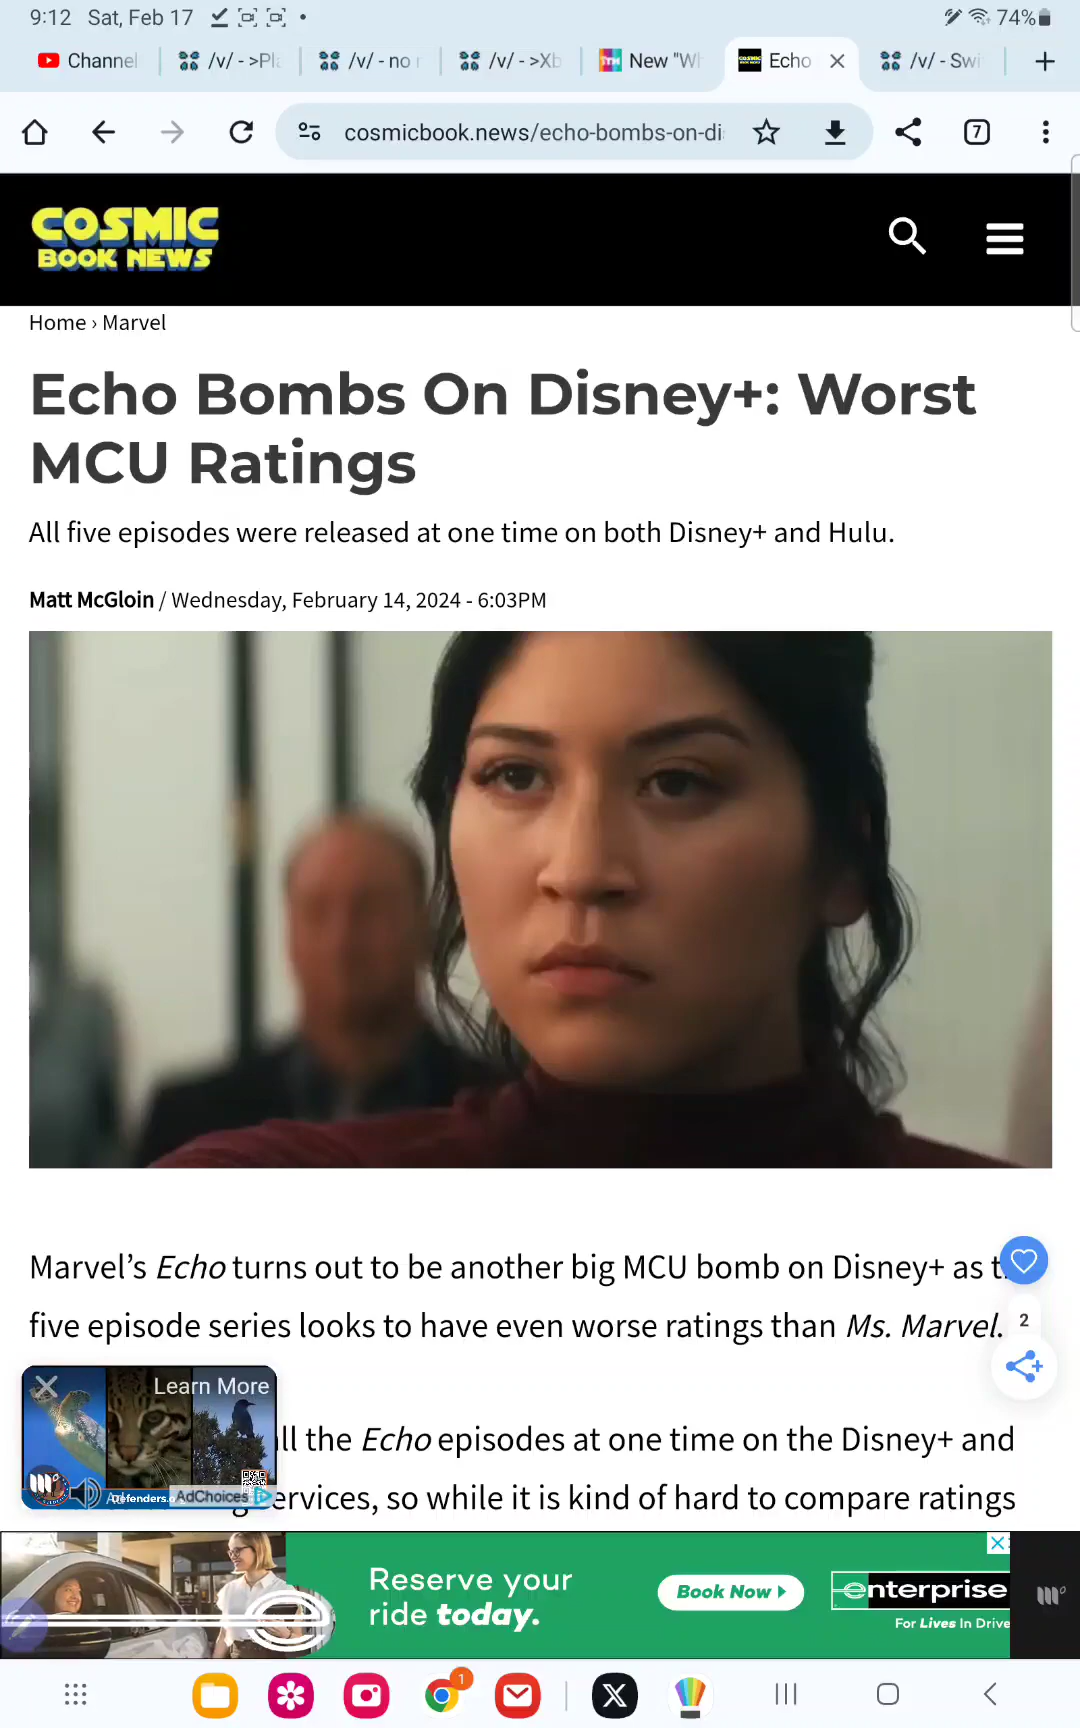 9:12 Sat, Feb 17
74%
Channel
/v/ - >Pla
/v/ - no
/v/ - >Xb
New "W
Echo
/v/ - Swi
cosmicbook.news/echo-bombs-on-di
7
COSMIC
BOOK NEWS
Home › Marvel
Echo Bombs On Disney+: Worst
MCU Ratings
All five episodes were released at one time on both Disney+ and Hulu.
Matt McGloin / Wednesday, February 14, 2024 - 6:03PM
Marvel’s Echo turns out to be another big MCU bomb on Disney+ as t
five episode series looks to have even worse ratings than Ms. Marvel.
2
Learn More
ll the Echo episodes at one time on the Disney+ and
AdChoices
g services, so while it is kind of hard to compare ratings
Reserve your
ride today.
Book Now
enterprise
For Lives In Drive
1